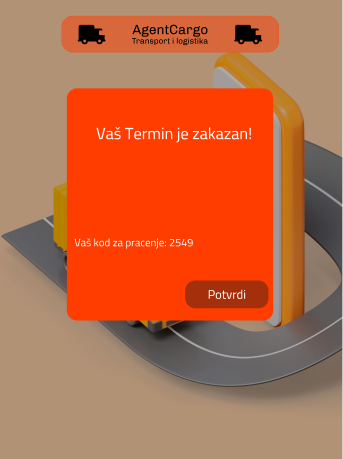 AgentCargo
Transport i logistika
Vaš Termin je zakazan!
Vaš kod za pracenje: 2549
Potvrdi